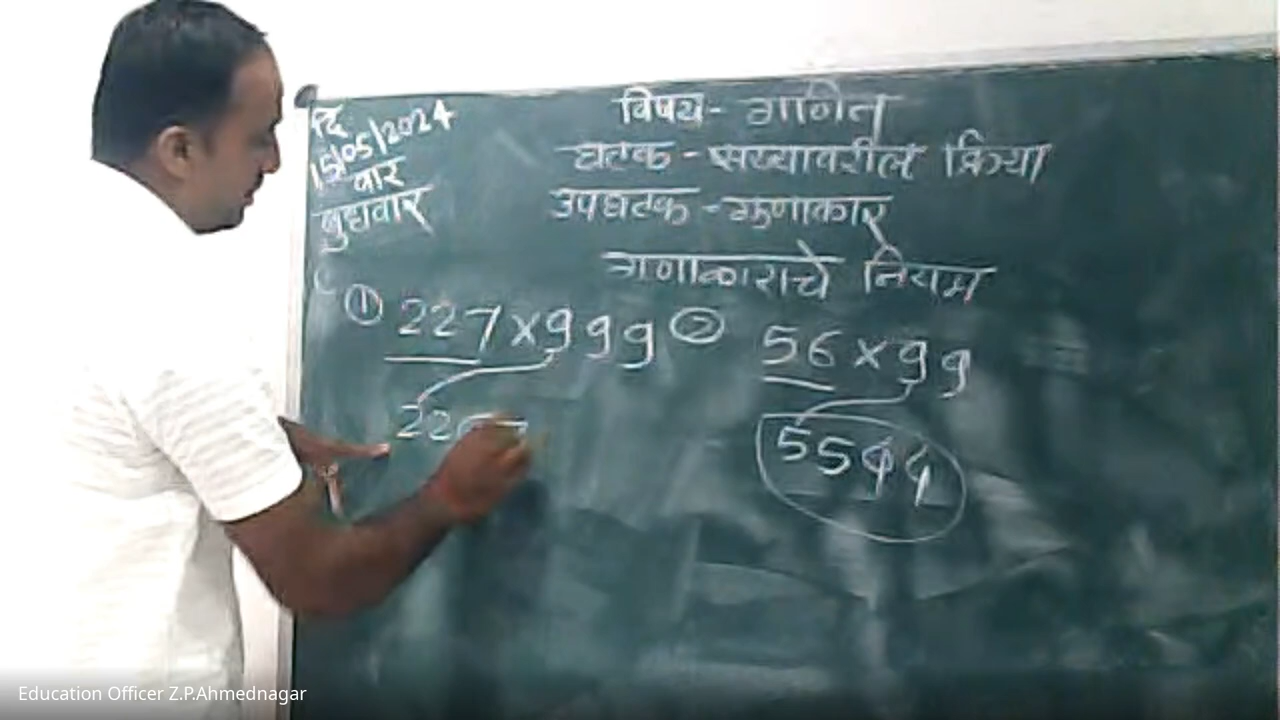 दि
15/05/2024
वार
बुधवार
विषय- गणित
घटक - संख्यावरील क्रिया
उपघटक - गुणाकार
गुणाकाराचे नियम
① 227×999
22
② 56×99
5544
Education Officer Z.P.Ahmednagar